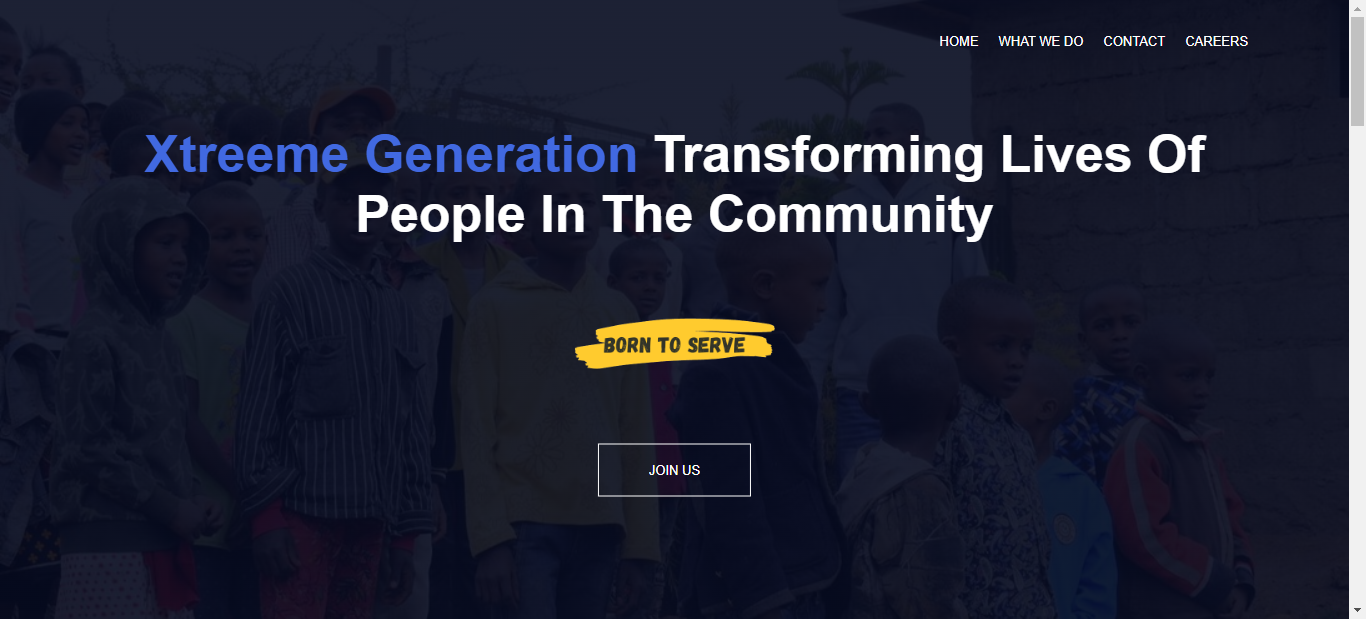 HOME WHAT WE DO CONTACT CAREERS
Xtreeme Generation Transforming Lives Of
People In The Community
BORN TO SERVE
JOIN US